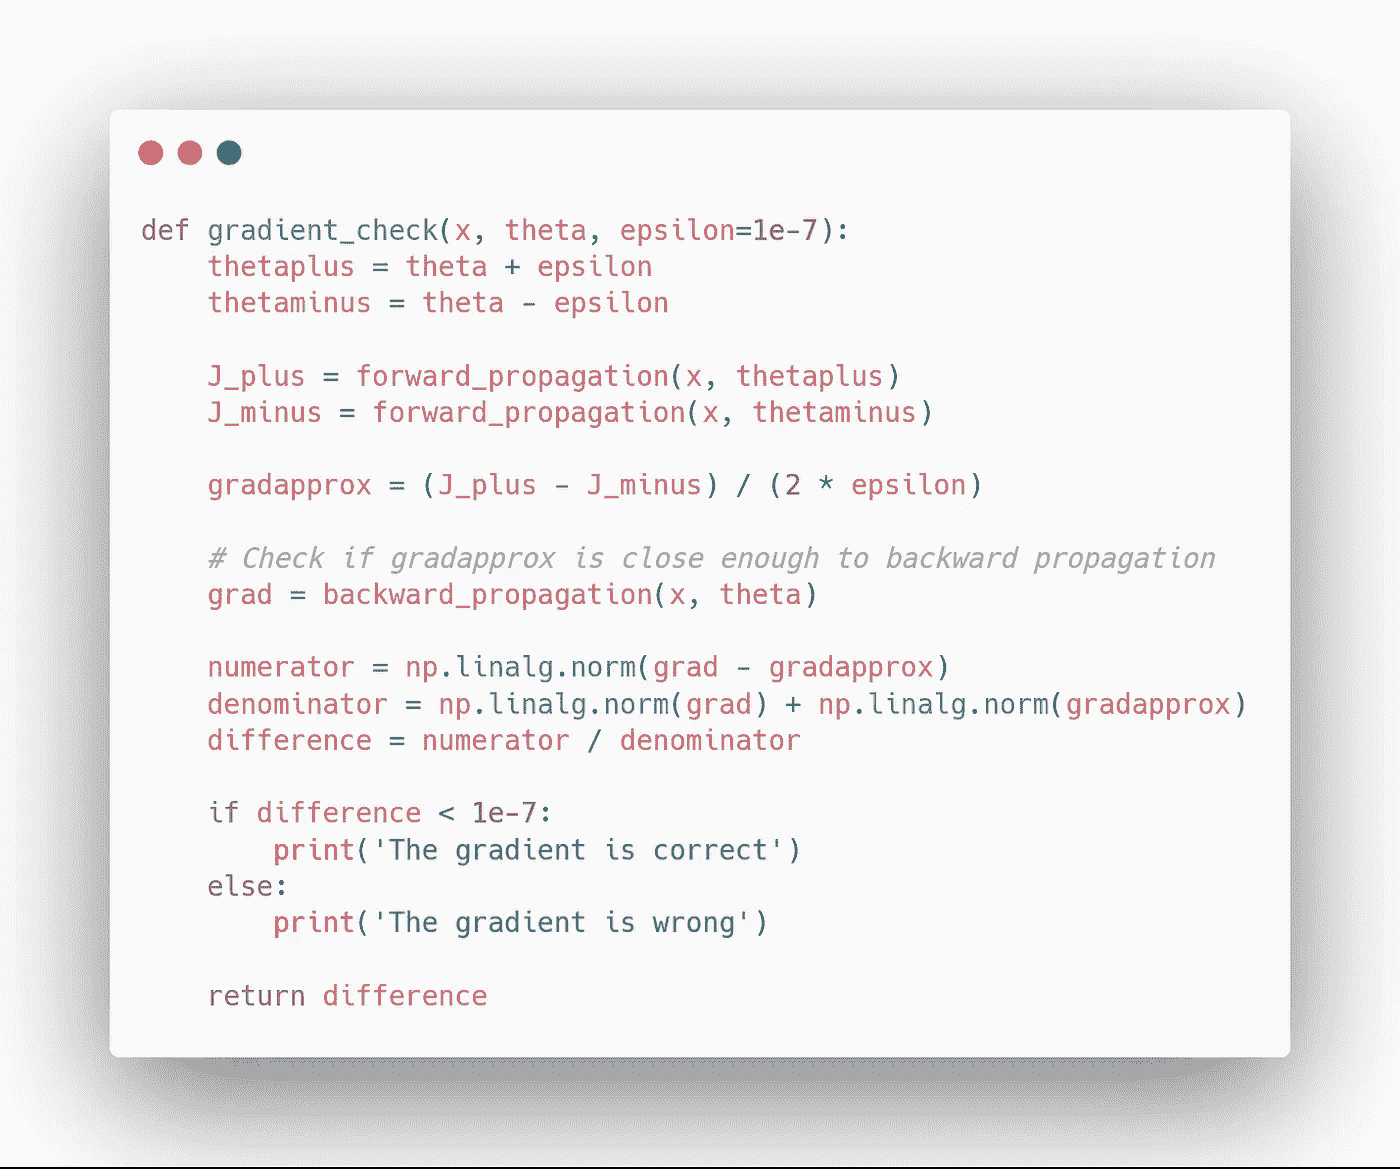 def gradient_check(x, theta, epsilon=1e-7):
    thetaplus = theta + epsilon
    thetaminus = theta - epsilon

    J_plus = forward_propagation(x, thetaplus)
    J_minus = forward_propagation(x, thetaminus)

    gradapprox = (J_plus - J_minus) / (2 * epsilon)

    # Check if gradapprox is close enough to backward propagation
    grad = backward_propagation(x, theta)

    numerator = np.linalg.norm(grad - gradapprox)
    denominator = np.linalg.norm(grad) + np.linalg.norm(gradapprox)
    difference = numerator / denominator

    if difference < 1e-7:
        print('The gradient is correct')
    else:
        print('The gradient is wrong')

    return difference